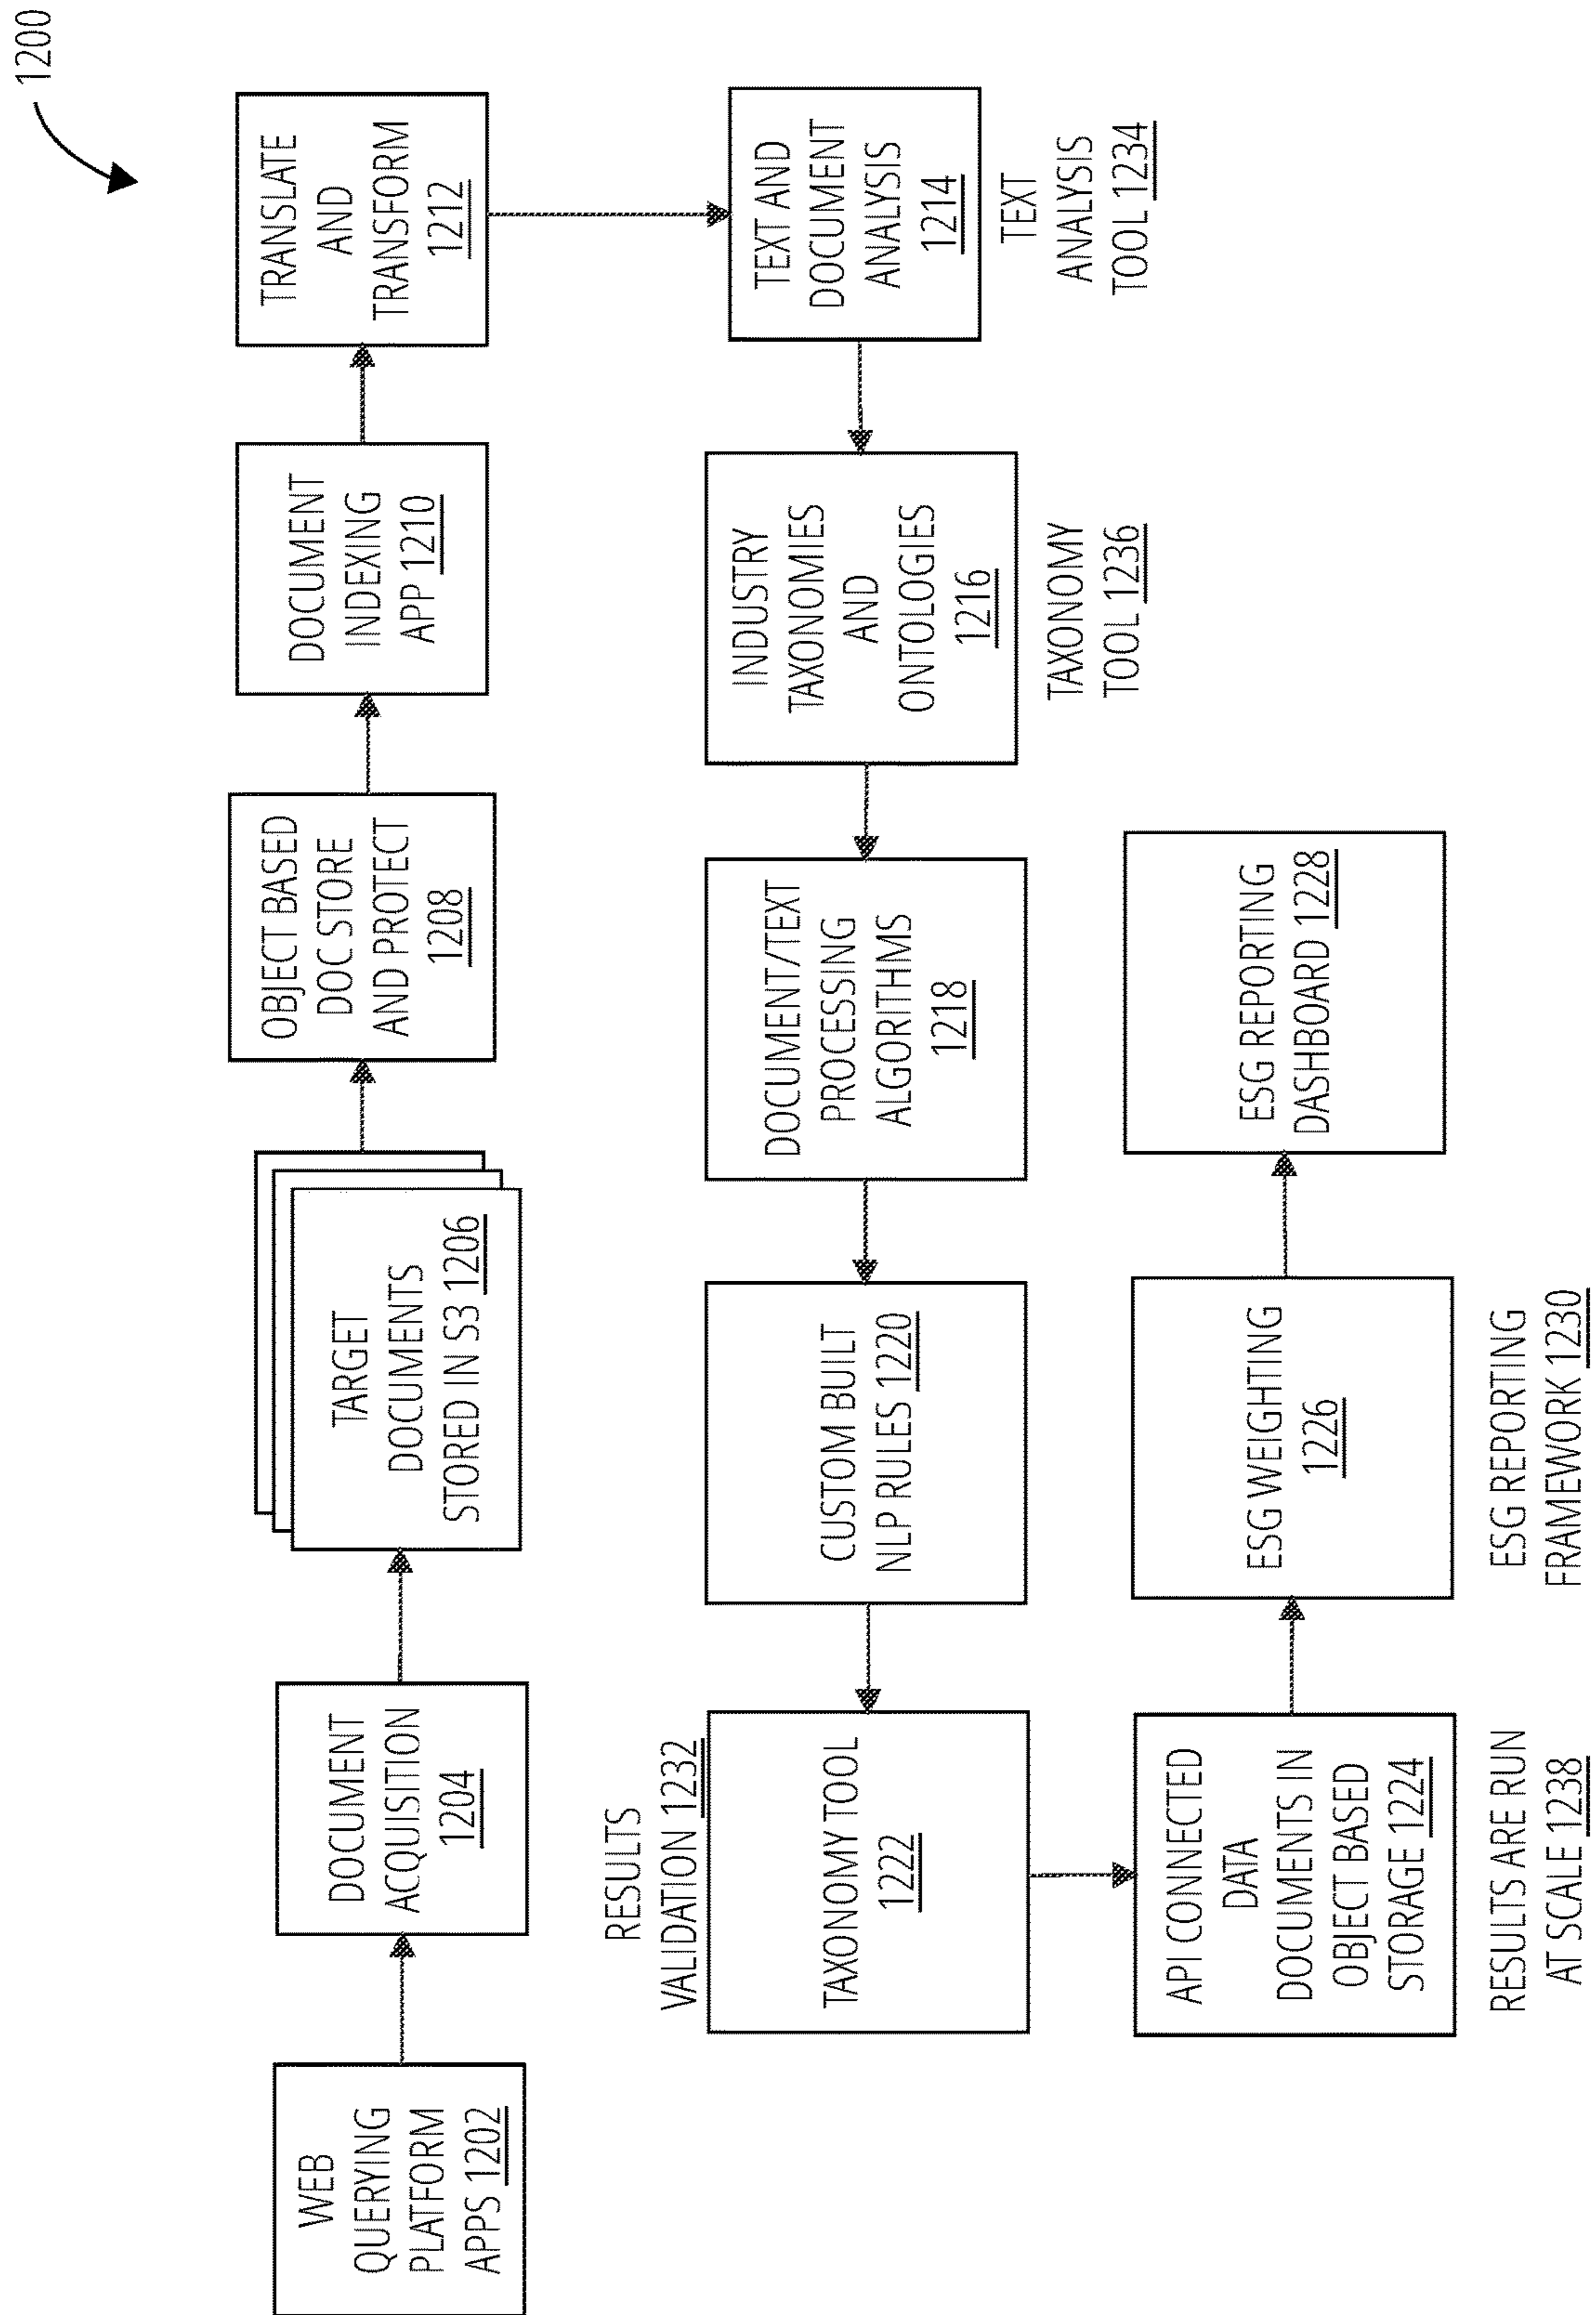 1200
WEB
QUERYING
PLATFORM
APPS 1202
DOCUMENT
ACQUISITION
1204
TARGET
DOCUMENTS
STORED IN S3 1206
OBJECT BASED
DOC STORE
AND PROTECT
1208
DOCUMENT
INDEXING
APP 1210
TRANSLATE
AND
TRANSFORM
1212
TEXT AND
DOCUMENT
ANALYSIS
1214
TEXT
ANALYSIS
TOOL 1234
INDUSTRY
TAXONOMIES
AND
ONTOLOGIES
1216
TAXONOMY
TOOL 1236
DOCUMENT/TEXT
PROCESSING
ALGORITHMS
1218
CUSTOM BUILT
NLP RULES 1220
RESULTS
VALIDATION 1232
TAXONOMY TOOL
1222
API CONNECTED
DATA
DOCUMENTS IN
OBJECT BASED
STORAGE 1224
RESULTS ARE RUN
AT SCALE 1238
ESG WEIGHTING
1226
ESG REPORTING
FRAMEWORK 1230
ESG REPORTING
DASHBOARD 1228